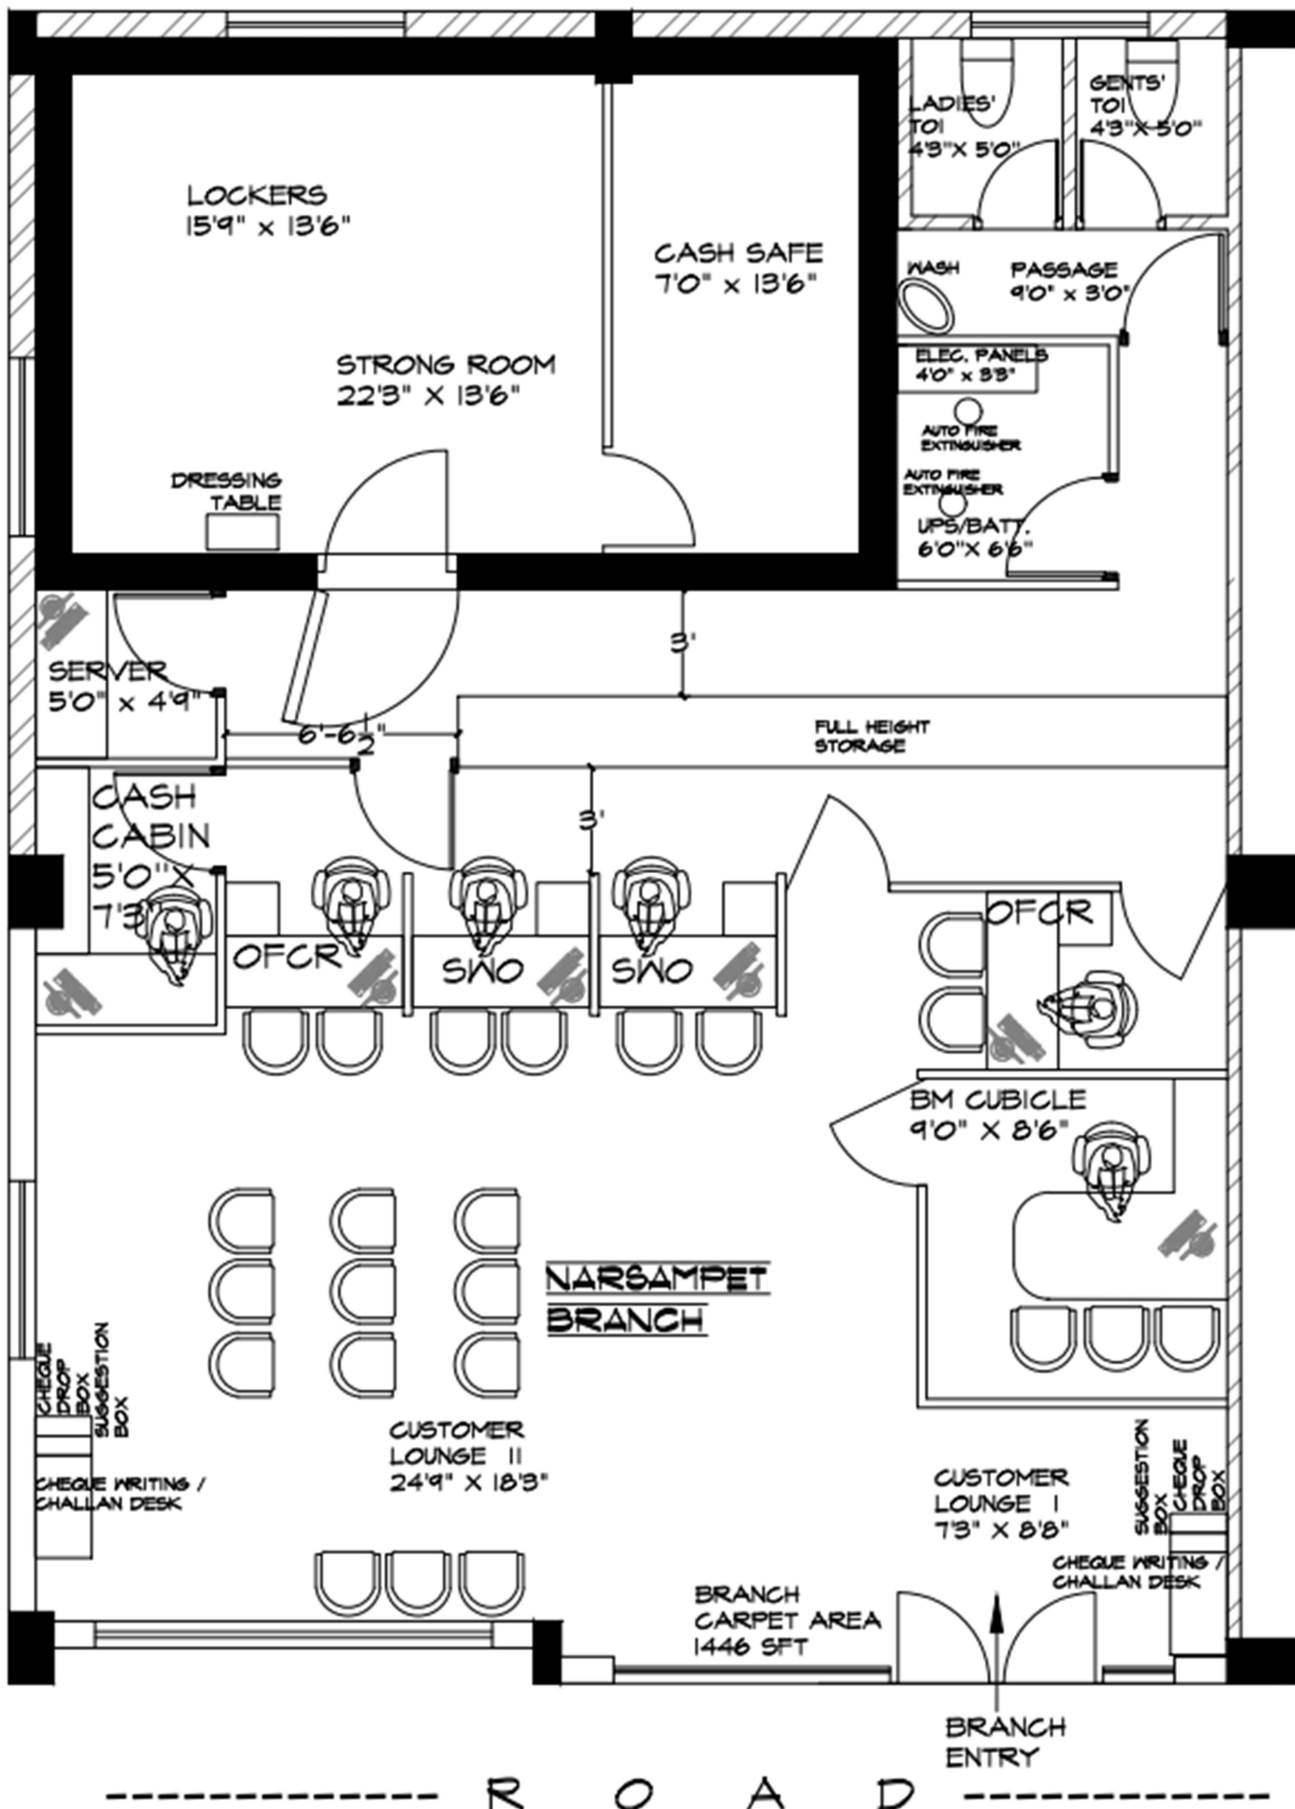 LADIES'
TOI
4'3"X 5'0"
GENTS'
TOI
4'3"X 5'0"
LOCKERS
15'9" x 13'6"
CASH SAFE
7'0" x 13'6"
WASH
PASSAGE
9'0" x 3'0"
STRONG ROOM
22'3" X 13'6"
ELEC. PANELS
4'0" x 3'3"
AUTO FIRE
EXTINGUISHER
AUTO FIRE
EXTINGUISHER
UPS/BATT.
6'0"X 6'6"
DRESSING
TABLE
SERVER
5'0" x 4'9"
3'
6'-6 1/2"
FULL HEIGHT
STORAGE
CASH
CABIN
5'0"X
7'3"
3'
OFCR
SWO
SWO
OFCR
BM CUBICLE
9'0" X 8'6"
NARSAMPET
BRANCH
CHEQUE
DROP
BOX
SUGGESTION
BOX
CHEQUE WRITING /
CHALLAN DESK
CUSTOMER
LOUNGE II
24'9" X 18'3"
CUSTOMER
LOUNGE I
7'3" X 8'8"
SUGGESTION
BOX
CHEQUE
DROP
BOX
CHEQUE WRITING /
CHALLAN DESK
BRANCH
CARPET AREA
1446 SFT
BRANCH
ENTRY
ROAD